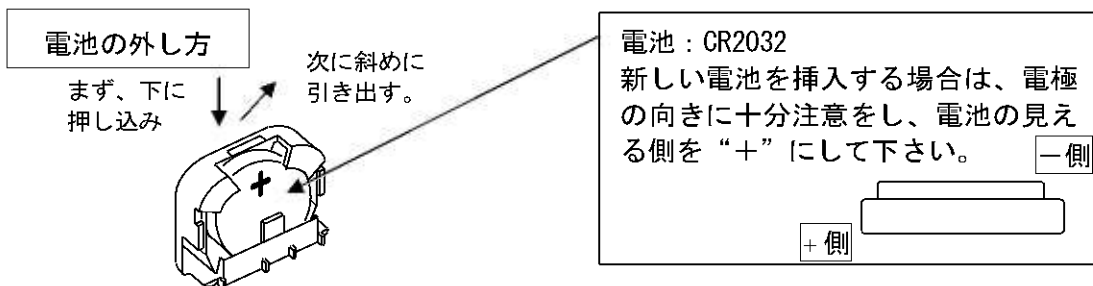 電池の外し方
まず、下に
押し込み
次に斜めに
引き出す。
+
電池：CR2032
新しい電池を挿入する場合は、電極
の向きに十分注意をし、電池の見え
る側を“＋”にして下さい。
－側
+側